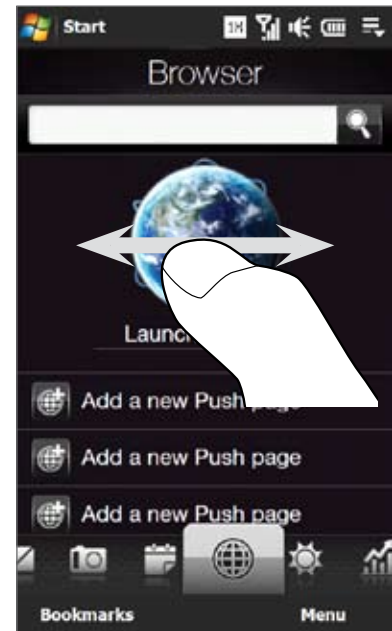 Start
Browser
Launc
Add a new Push page
Add a new Push page
Add a new Push page
Bookmarks Menu